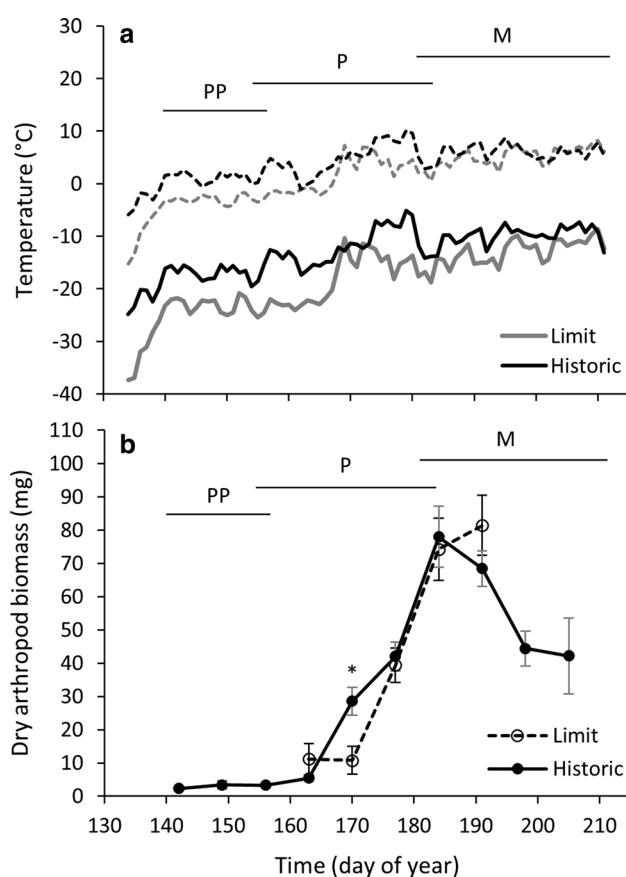 30
a
M
P
20
PP
10
0
-10
-20
-30
-40
Temperature (°C)
Limit
Historic
110
b
M
100
P
90
PP
80
70
60
50
40
*
30
20
10
0
Dry arthropod biomass (mg)
Limit
Historic
130 140 150 160 170 180 190 200 210
Time (day of year)